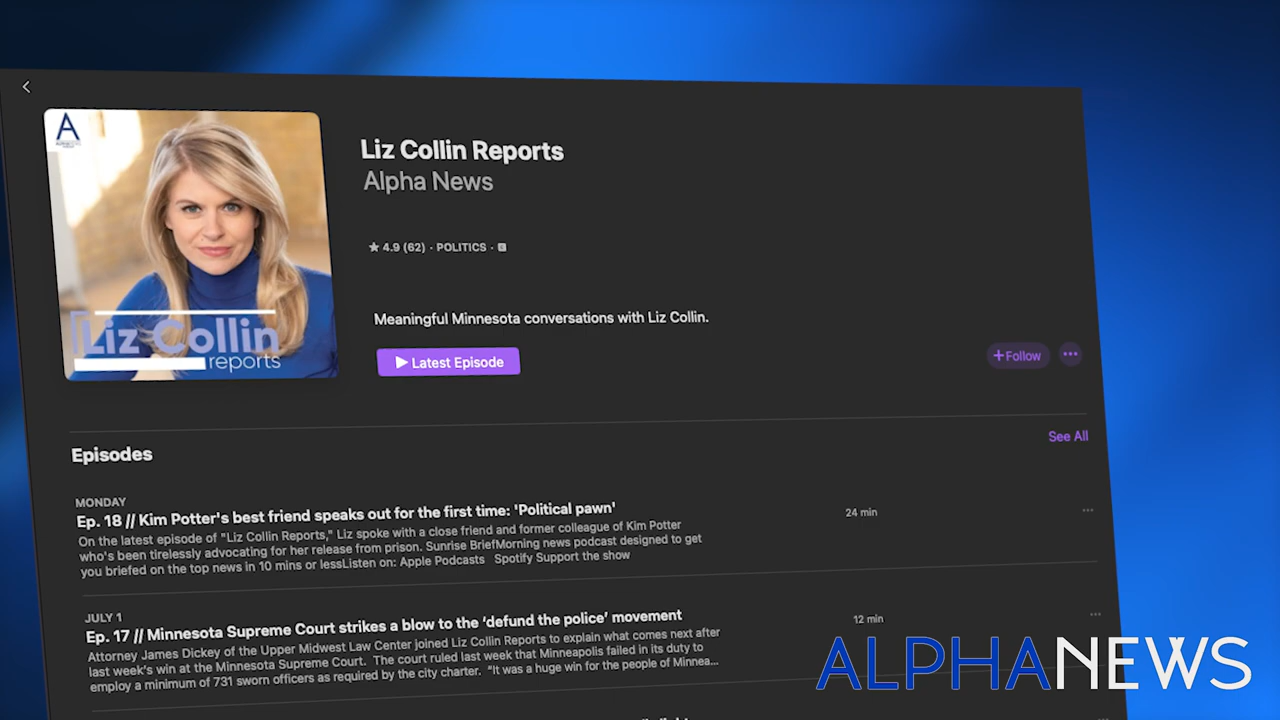 A
Liz Collin
reports
Liz Collin Reports
Alpha News
★ 4.9 (62) · POLITICS · E
Meaningful Minnesota conversations with Liz Collin.
▶ Latest Episode
+Follow
Episodes
See All
MONDAY
Ep. 18 // Kim Potter's best friend speaks out for the first time: 'Political pawn'
24 min
On the latest episode of "Liz Collin Reports," Liz spoke with a close friend and former colleague of Kim Potter
who's been tirelessly advocating for her release from prison. Sunrise BriefMorning news podcast designed to get
you briefed on the top news in 10 mins or lessListen on: Apple Podcasts Spotify Support the show
JULY 1
Ep. 17 // Minnesota Supreme Court strikes a blow to the ‘defund the police’ movement
12 min
Attorney James Dickey of the Upper Midwest Law Center joined Liz Collin Reports to explain what comes next after
last week's win at the Minnesota Supreme Court. The court ruled last week that Minneapolis failed in its duty to
employ a minimum of 731 sworn officers as required by the city charter. "It was a huge win for the people of Minnea...
ALPHANEWS